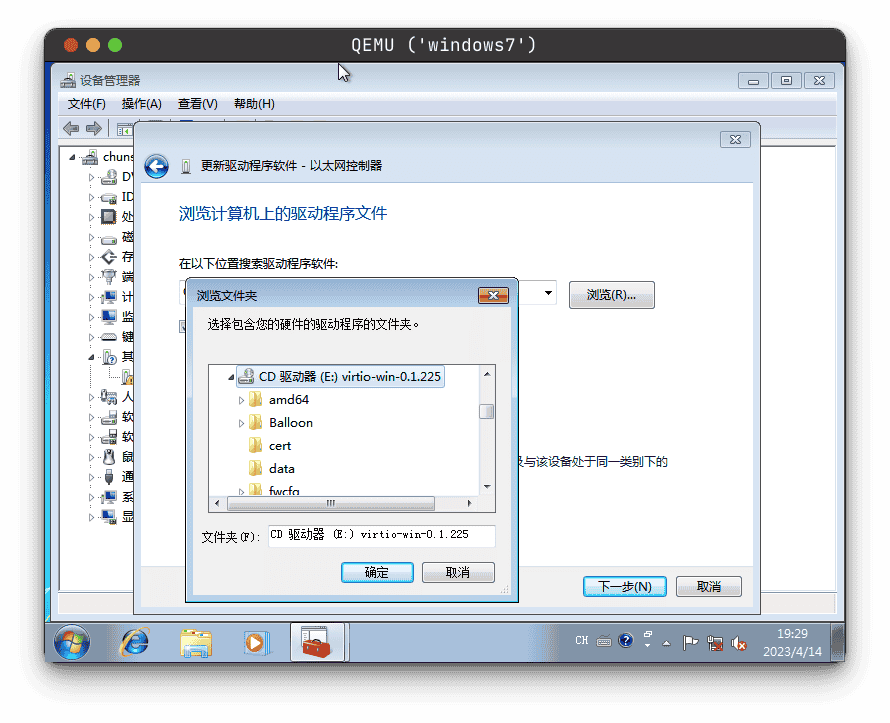 QEMU ('windows7')
设备管理器
文件(F) 操作(A) 查看(V) 帮助(H)
chuns
更新驱动程序软件 - 以太网控制器
DV
ID
处
浏览计算机上的驱动程序文件
磁
存
在以下位置搜索驱动程序软件:
端
浏览文件夹
计
浏览(R)...
监
选择包含您的硬件的驱动程序的文件夹。
键
其
CD 驱动器 (E:) virtio-win-0.1.225
amd64
人
Balloon
软
cert
软
data
鼠
与该设备处于同一类别下的
通
fwcfg
系
显
文件夹(F):
CD 驱动器 (E:) virtio-win-0.1.225
确定
取消
下一步(N)
取消
CH
19:29
2023/4/14